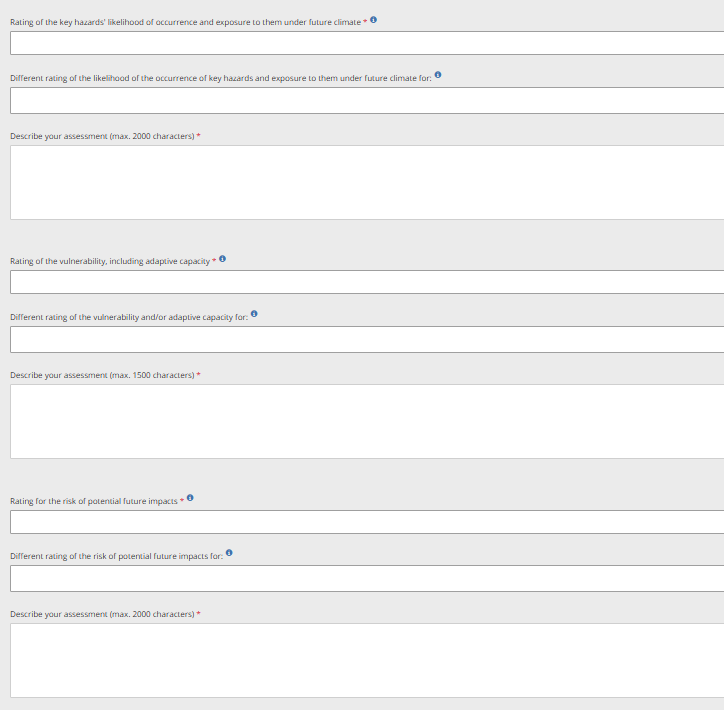 Rating of the key hazards' likelihood of occurrence and exposure to them under future climate *
Different rating of the likelihood of the occurrence of key hazards and exposure to them under future climate for:
Describe your assessment (max. 2000 characters) *
Rating of the vulnerability, including adaptive capacity *
Different rating of the vulnerability and/or adaptive capacity for:
Describe your assessment (max. 1500 characters) *
Rating for the risk of potential future impacts *
Different rating of the risk of potential future impacts for:
Describe your assessment (max. 2000 characters) *